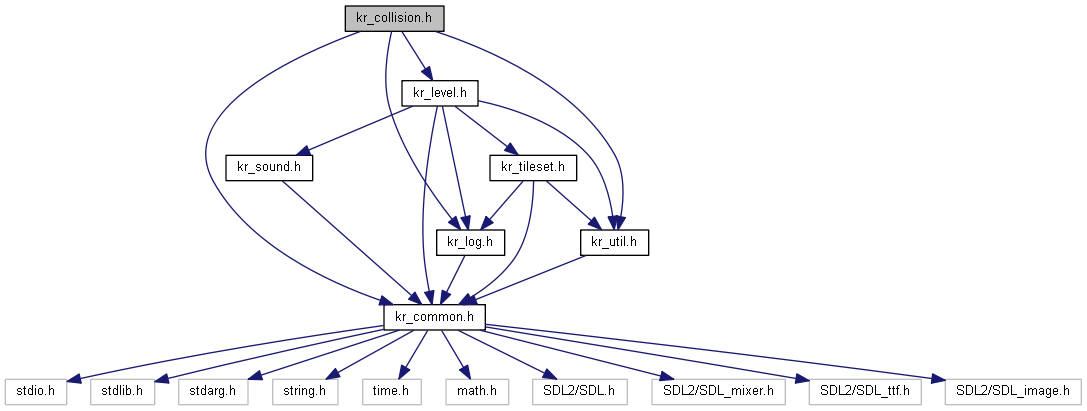 kr_collision.h
kr_level.h
kr_sound.h
kr_tileset.h
kr_log.h
kr_util.h
kr_common.h
stdio.h
stdlib.h
stdarg.h
string.h
time.h
math.h
SDL2/SDL.h
SDL2/SDL_mixer.h
SDL2/SDL_ttf.h
SDL2/SDL_image.h